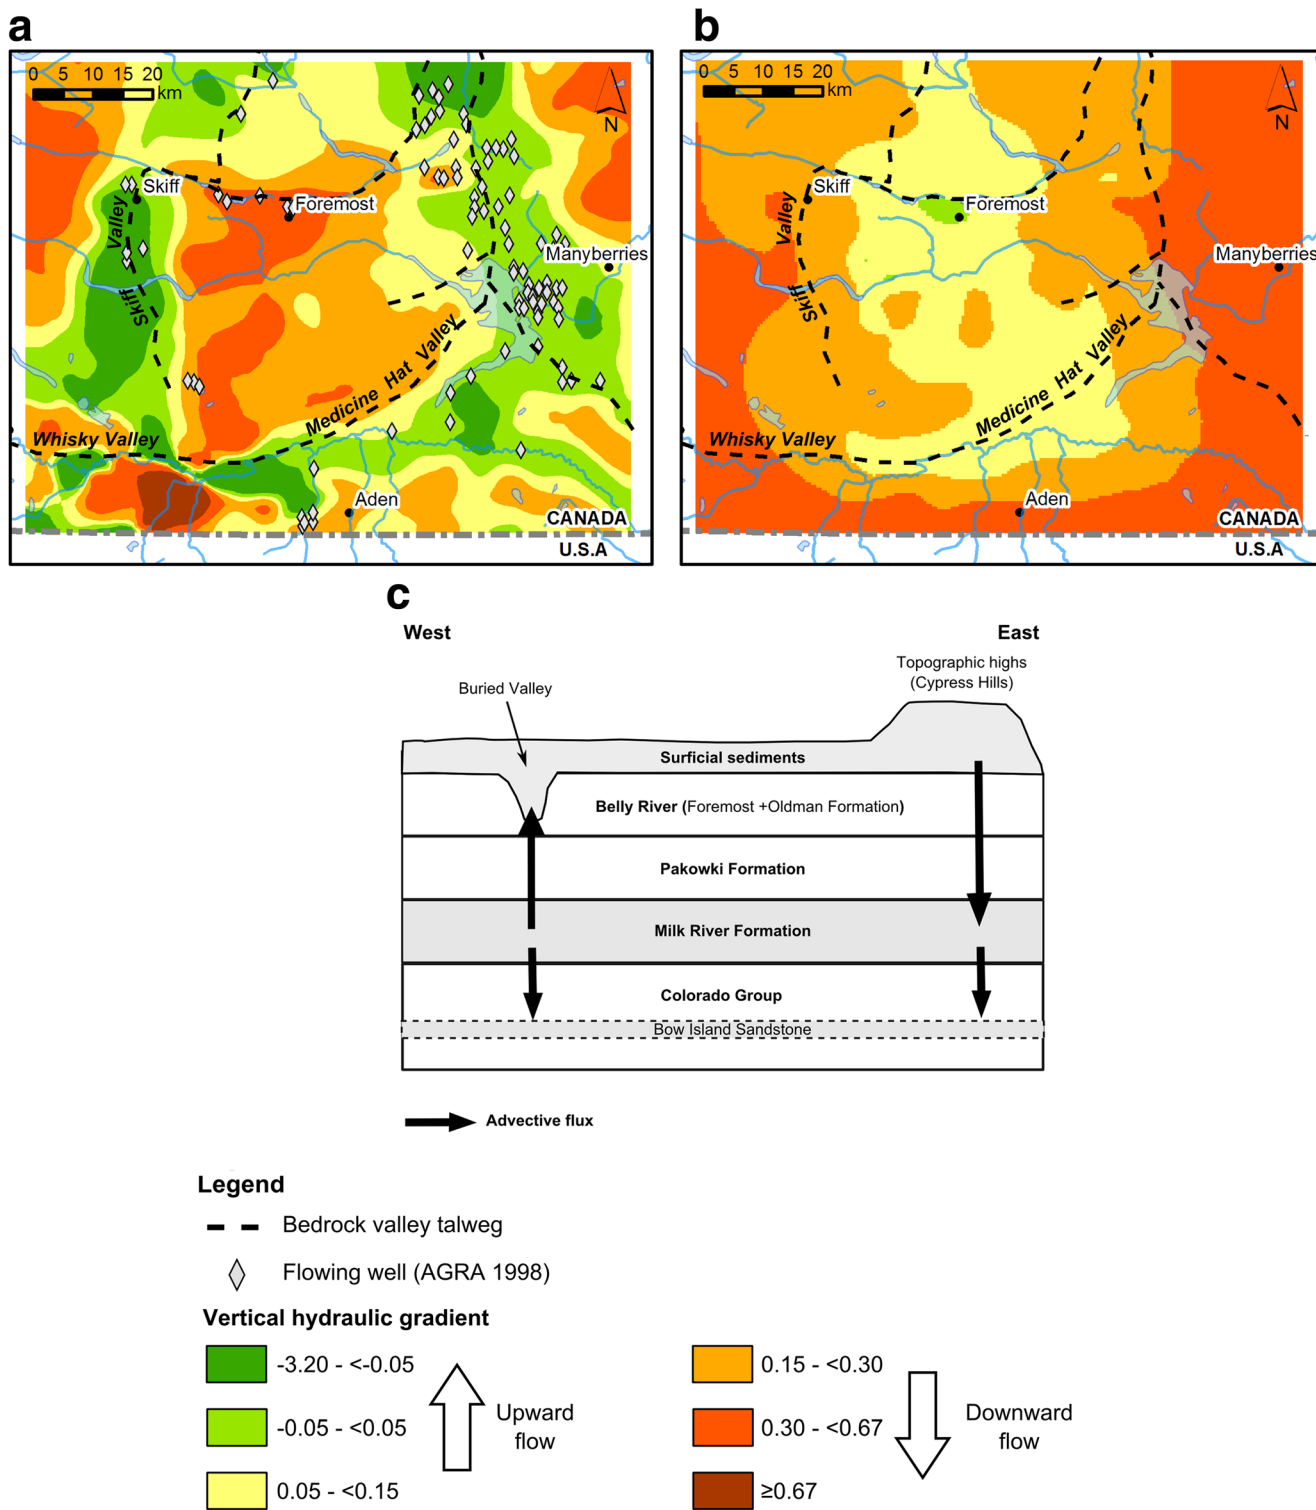 a
0 5 10 15 20
km
N
Skiff
Foremost
Manyberries
Skiff Valley
Medicine Hat Valley
Whisky Valley
Aden
CANADA
U.S.A
b
0 5 10 15 20
km
N
Skiff
Foremost
Manyberries
Skiff Valley
Medicine Hat Valley
Whisky Valley
Aden
CANADA
U.S.A
c
West
East
Topographic highs
(Cypress Hills)
Buried Valley
Surficial sediments
Belly River (Foremost +Oldman Formation)
Pakowki Formation
Milk River Formation
Colorado Group
Bow Island Sandstone
Advective flux
Legend
Bedrock valley talweg
Flowing well (AGRA 1998)
Vertical hydraulic gradient
-3.20 - <-0.05
-0.05 - <0.05
0.05 - <0.15
Upward
flow
0.15 - <0.30
0.30 - <0.67
≥0.67
Downward
flow